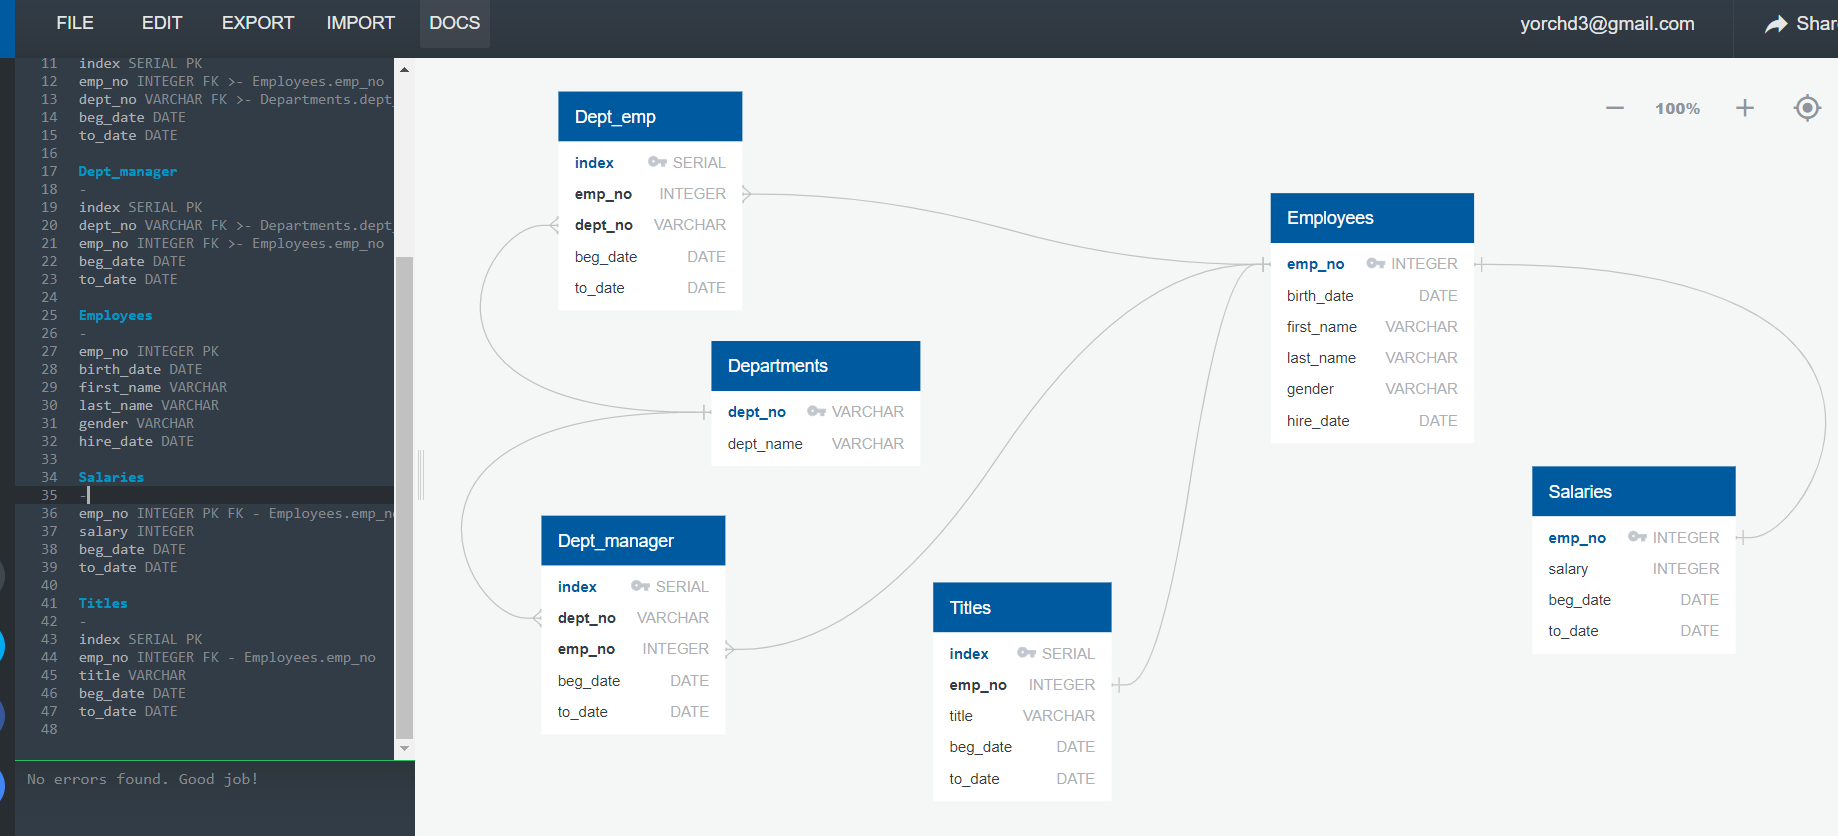 FILE EDIT EXPORT IMPORT DOCS yorchd3@gmail.com Shar
11 index SERIAL PK
12 emp_no INTEGER FK >- Employees.emp_no
13 dept_no VARCHAR FK >- Departments.dept_
14 beg_date DATE
15 to_date DATE
16
17 Dept_manager
18 -
19 index SERIAL PK
20 dept_no VARCHAR FK >- Departments.dept_
21 emp_no INTEGER FK >- Employees.emp_no
22 beg_date DATE
23 to_date DATE
24
25 Employees
26 -
27 emp_no INTEGER PK
28 birth_date DATE
29 first_name VARCHAR
30 last_name VARCHAR
31 gender VARCHAR
32 hire_date DATE
33
34 Salaries
35 -
36 emp_no INTEGER PK FK - Employees.emp_n
37 salary INTEGER
38 beg_date DATE
39 to_date DATE
40
41 Titles
42 -
43 index SERIAL PK
44 emp_no INTEGER FK - Employees.emp_no
45 title VARCHAR
46 beg_date DATE
47 to_date DATE
48
No errors found. Good job!
100%
Dept_emp
index SERIAL
emp_no INTEGER
dept_no VARCHAR
beg_date DATE
to_date DATE
Departments
dept_no VARCHAR
dept_name VARCHAR
Dept_manager
index SERIAL
dept_no VARCHAR
emp_no INTEGER
beg_date DATE
to_date DATE
Titles
index SERIAL
emp_no INTEGER
title VARCHAR
beg_date DATE
to_date DATE
Employees
emp_no INTEGER
birth_date DATE
first_name VARCHAR
last_name VARCHAR
gender VARCHAR
hire_date DATE
Salaries
emp_no INTEGER
salary INTEGER
beg_date DATE
to_date DATE